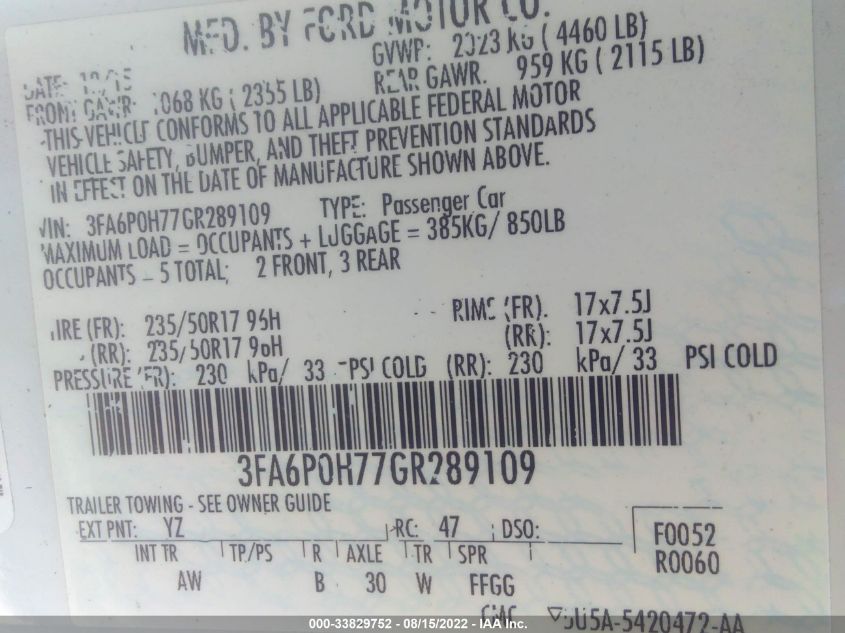 MFD. BY FORD MOTOR CO.
DATE: GVWR: 2023 KG ( 4460 LB)
FRONT GAWR: 1068 KG ( 2355 LB) REAR GAWR: 959 KG ( 2115 LB)
THIS VEHICLE CONFORMS TO ALL APPLICABLE FEDERAL MOTOR
VEHICLE SAFETY, BUMPER, AND THEFT PREVENTION STANDARDS
IN EFFECT ON THE DATE OF MANUFACTURE SHOWN ABOVE.
VIN: 3FA6P0H77GR289109 TYPE: Passenger Car
MAXIMUM LOAD = OCCUPANTS + LUGGAGE = 385KG/ 850LB
OCCUPANTS - 5 TOTAL; 2 FRONT, 3 REAR
TIRE (FR): 235/50R17 96H RIMS (FR): 17x7.5J
(RR): 235/50R17 96H (RR): 17x7.5J
PRESSURE (FR): 230 kPa/ 33 PSI COLD (RR): 230 kPa/ 33 PSI COLD
3FA6P0H77GR289109
TRAILER TOWING - SEE OWNER GUIDE
EXT PNT: YZ RC: 47 DSO: F0052
INT TR TP/PS R AXLE TR SPR R0060
AW B 30 W FFGG
5U5A-5420472-AA
000-33829752 - 08/15/2022 - IAA Inc.